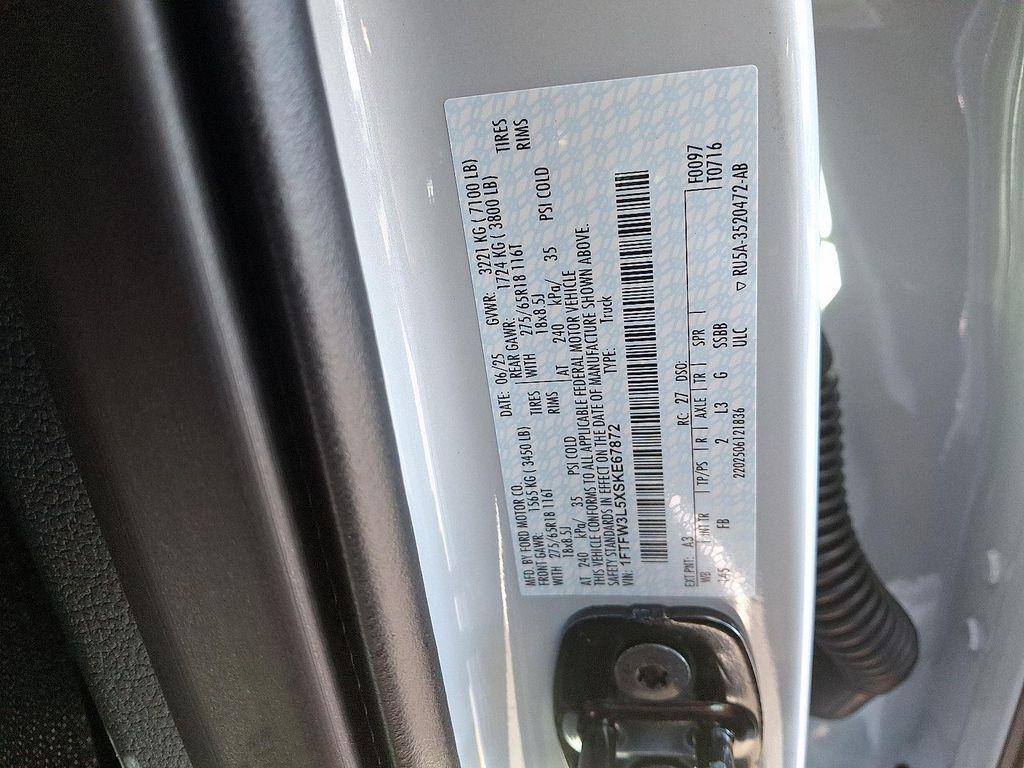 MFD. BY FORD MOTOR CO. DATE: 06/25 GVWR: 3221 KG ( 7100 LB)
FRONT GAWR: 1565 KG ( 3450 LB) REAR GAWR: 1724 KG ( 3800 LB)
WITH 275/65R18 116T TIRES WITH 275/65R18 116T TIRES
18x8.5J RIMS 18x8.5J RIMS
AT 240 kPa/ 35 PSI COLD AT 240 kPa/ 35 PSI COLD
THIS VEHICLE CONFORMS TO ALL APPLICABLE FEDERAL MOTOR VEHICLE
SAFETY STANDARDS IN EFFECT ON THE DATE OF MANUFACTURE SHOWN ABOVE.
VIN: 1FTFW3L5XSKE67872 TYPE: Truck
EXT PNT: A3 RC: 27 DSO: F0097
WB INT TR TP/PS R AXLE TR SPR T0716
145 FB 2 L3 G SSBB
2202506121836 ULC ▽ RU5A-3520472-AB